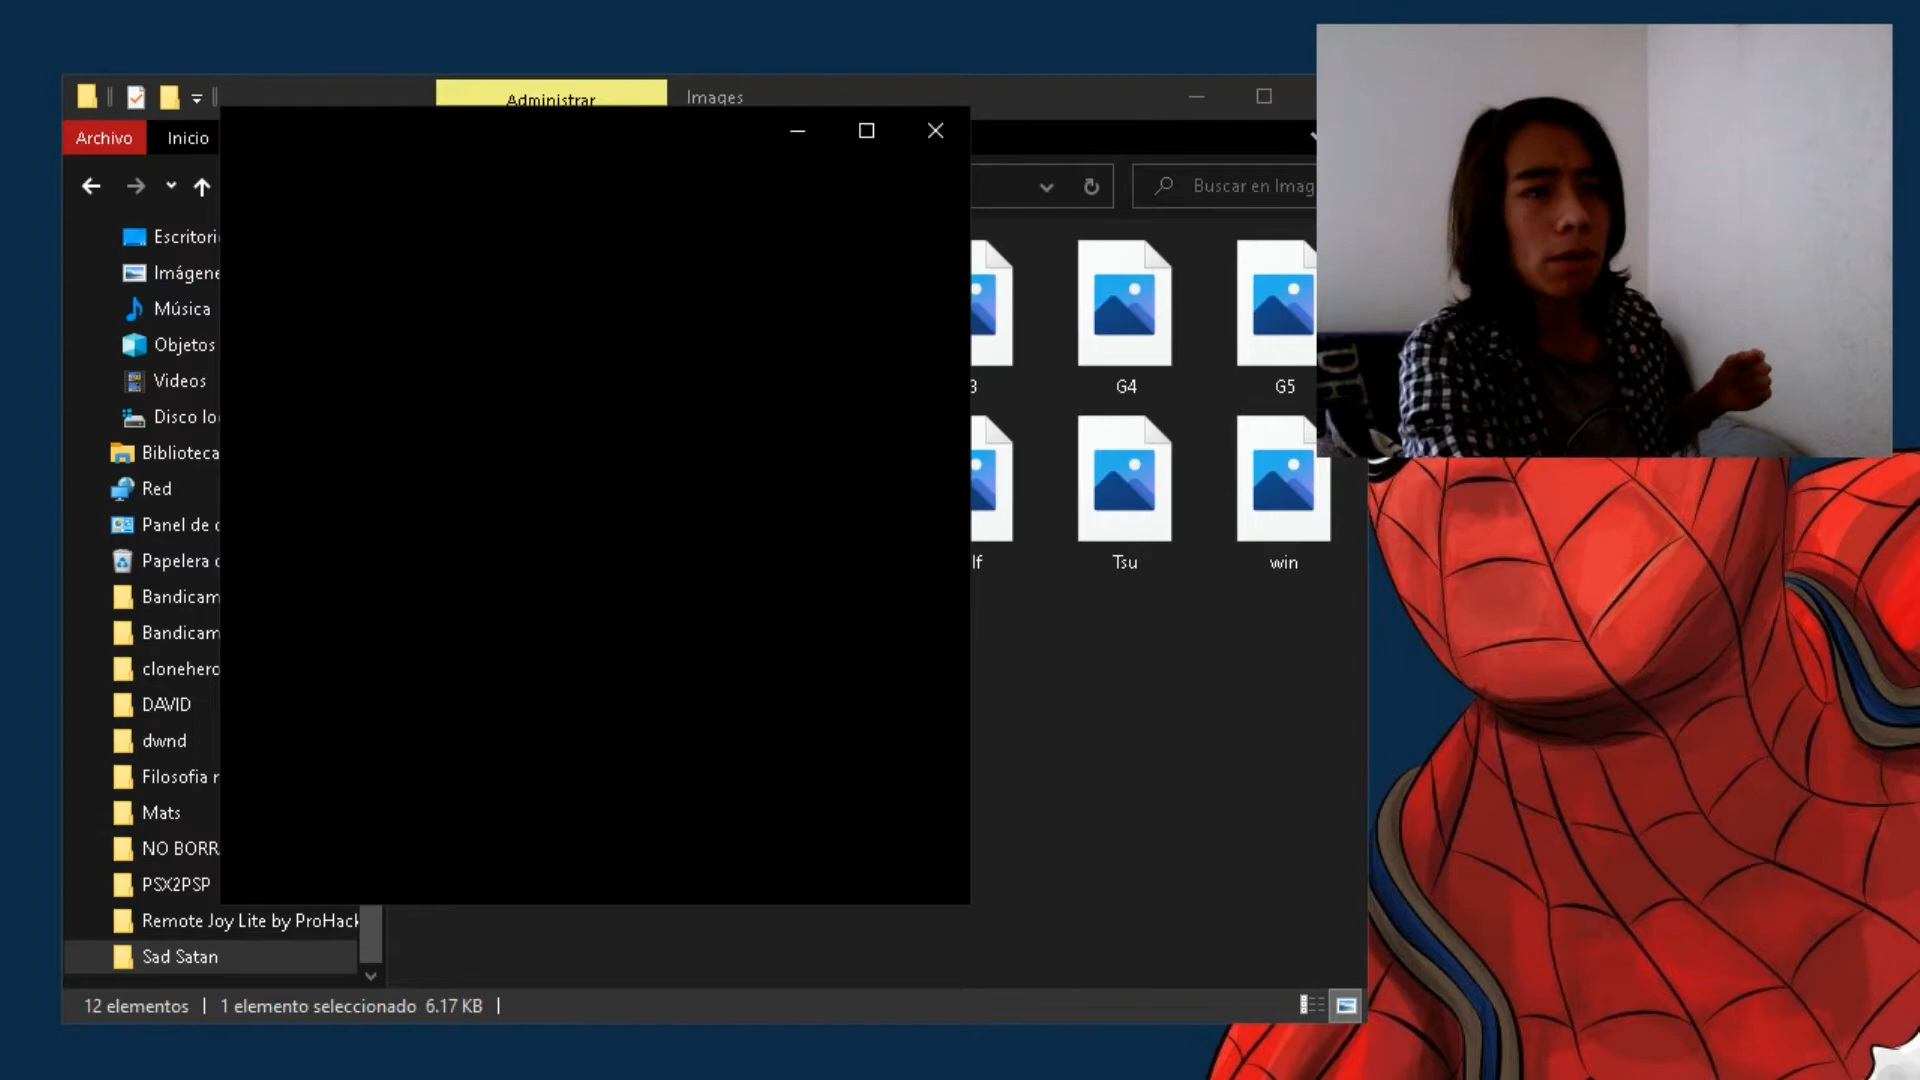 Administrar
Images
Archivo
Inicio
Buscar en Imag
Escritori
Imágene
Música
Objetos
Videos
Disco lo
Biblioteca
Red
Panel de c
Papelera
Bandicam
Bandicam
clonehero
DAVID
dwnd
Filosofia r
Mats
NO BORR
PSX2PSP
Remote Joy Lite by ProHack
Sad Satan
3
G4
G5
lf
Tsu
win
12 elementos
1 elemento seleccionado 6.17 KB